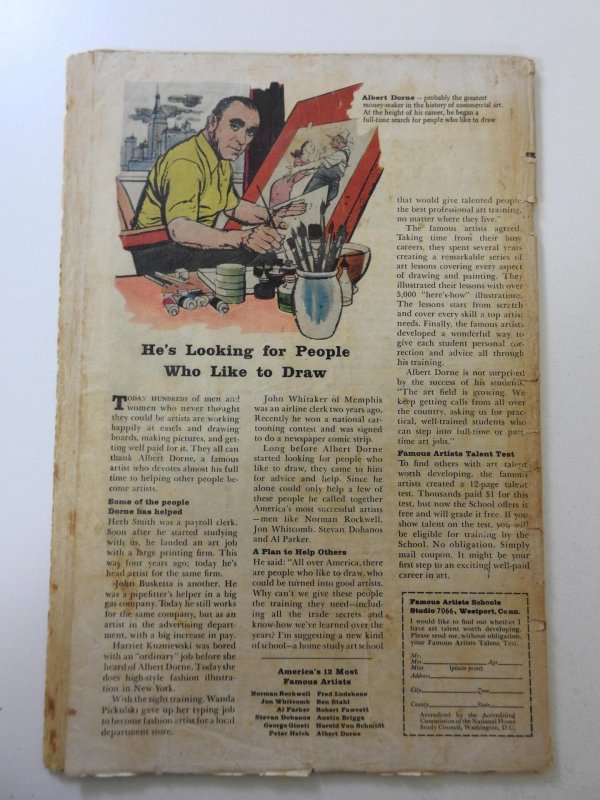 Albert Dorne — probably the greatest
money-maker in the history of commercial art.
At the height of his career, he began a
full-time search for people who like to draw
He's Looking for People
Who Like to Draw
TODAY HUNDREDS of men and
women who never thought
they could be artists are working
happily at easels and drawing
boards, making pictures, and get-
ting well paid for it. They all can
thank Albert Dorne, a famous
artist who devotes almost his full
time to helping other people be-
come artists.
Some of the people
Dorne has helped
Herb Smith was a payroll clerk.
Soon after he started studying
with us, he landed an art job
with a large printing firm. This
was four years ago; today he's
head artist for the same firm.
John Busketta is another. He
was a pipefitter's helper in a big
gas company. Today he still works
for the same company, but as an
artist in the advertising depart-
ment, with a big increase in pay.
Harriet Kuzniewski was bored
with an "ordinary" job before she
heard of Albert Dorne. Today she
does high-style fashion illustra-
tion in New York.
With the right training, Wanda
Pickulski gave up her typing job
to become fashion artist for a local
department store.
John Whitaker of Memphis
was an airline clerk two years ago.
Recently he won a national car-
tooning contest and was signed
to do a newspaper comic strip.
Long before Albert Dorne
started looking for people who
like to draw, they came to him
for advice and help. Since he
alone could only help a few of
these people he called together
America's most successful artists
—men like Norman Rockwell,
Jon Whitcomb, Stevan Dohanos
and Al Parker.
A Plan to Help Others
He said: "All over America, there
are people who like to draw, who
could be turned into good artists.
Why can't we give these people
the training they need—includ-
ing all the trade secrets and
know-how we've learned over the
years? I'm suggesting a new kind
of school—a home study art school
America's 12 Most
Famous Artists
Norman Rockwell
Jon Whitcomb
Al Parker
Stevan Dohanos
George Giusti
Peter Helck
Fred Ludekens
Ben Stahl
Robert Fawcett
Austin Briggs
Harold Von Schmidt
Albert Dorne
that would give talented people
the best professional art training,
no matter where they live."
The famous artists agreed.
Taking time from their busy
careers, they spent several years
creating a remarkable series of
art lessons covering every aspect
of drawing and painting. They
illustrated their lessons with over
5,000 "here's-how" illustrations.
The lessons start from scratch
and cover every skill a top artist
needs. Finally, the famous artists
developed a wonderful way to
give each student personal cor-
rection and advice all through
his training.
Albert Dorne is not surprised
by the success of his students.
"The art field is growing. We
keep getting calls from all over
the country, asking us for prac-
tical, well-trained students who
can step into full-time or part-
time art jobs."
Famous Artists Talent Test
To find others with art talent
worth developing, the famous
artists created a 12-page talent
test. Thousands paid $1 for this
test, but now the School offers it
free and will grade it free. If you
show talent on the test, you will
be eligible for training by the
School. No obligation. Simply
mail coupon. It might be your
first step to an exciting well-paid
career in art.
Famous Artists Schools
Studio 7066, Westport, Conn.
I would like to find out whether I
have art talent worth developing.
Please send me, without obligation,
your Famous Artists Talent Test.
Mr.
Mrs. Age
Miss (please print)
Address
City Zone
County State
Accredited by the Accrediting
Commission of the National Home
Study Council, Washington, D.C.